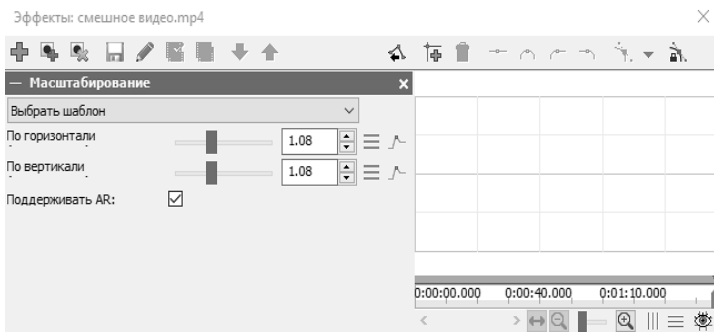 Эффекты: смешное видео.mp4
Масштабирование
Выбрать шаблон
По горизонтали
1.08
По вертикали
1.08
Поддерживать AR:
0:00:00.000 0:00:40.000 0:01:10.000